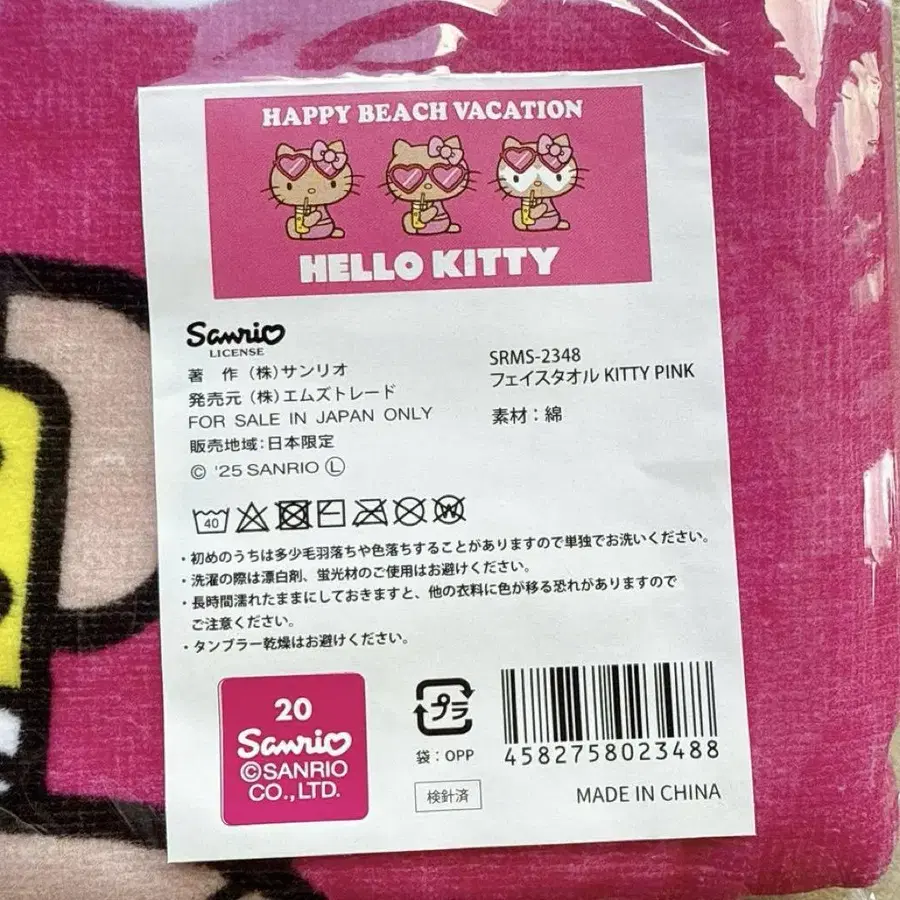 HAPPY BEACH VACATION
HELLO KITTY
Sanrio
LICENSE
著 作 (株)サンリオ
発売元 (株)エムズトレード
FOR SALE IN JAPAN ONLY
販売地域:日本限定
© '25 SANRIO Ⓛ
SRMS-2348
フェイスタオル KITTY PINK
素材:綿
40
W
・初めのうちは多少毛羽落ちや色落ちすることがありますので単独でお洗いください。
・洗濯の際は漂白剤、蛍光材のご使用はお避けください。
・長時間濡れたままにしておきますと、他の衣料に色が移る恐れがありますので
ご注意ください。
・タンブラー乾燥はお避けください。
20
Sanrio
©SANRIO
CO.,LTD.
プラ
袋:OPP
検針済
4582758023488
MADE IN CHINA